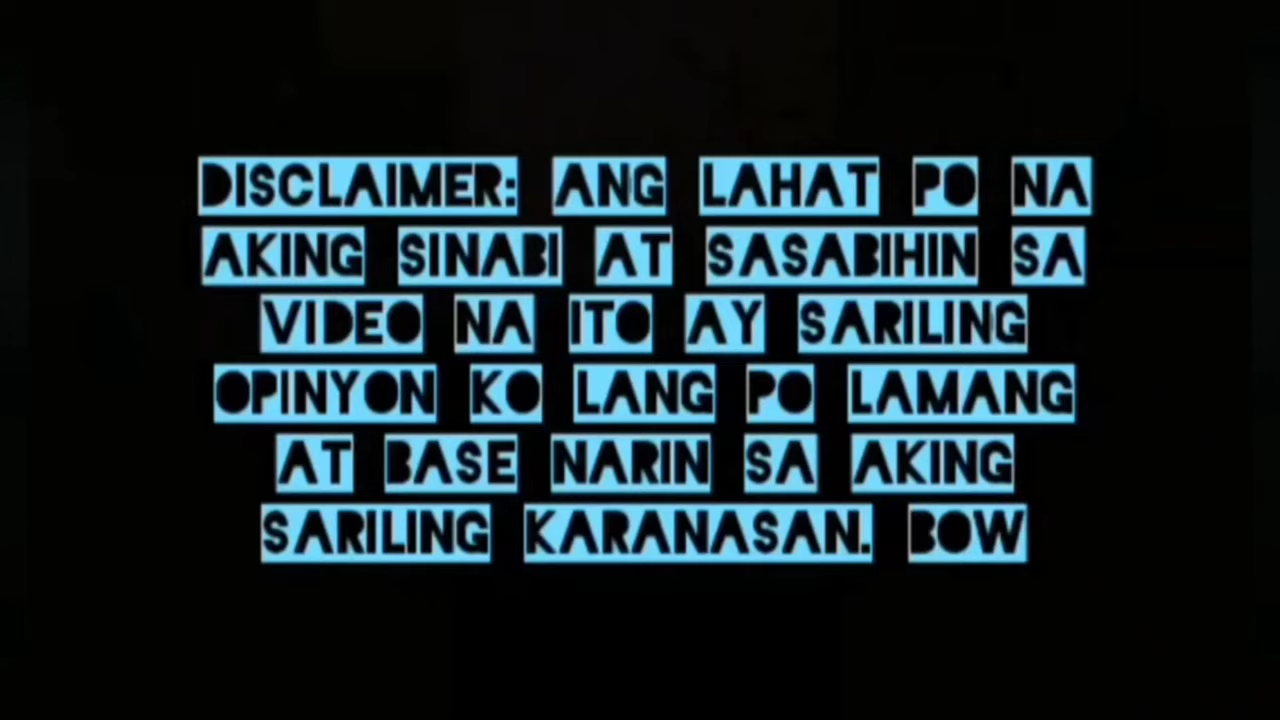 DISCLAIMER: ANG LAHAT PO NA
AKING SINABI AT SASABIHIN SA
VIDEO NA ITO AY SARILING
OPINYON KO LANG PO LAMANG
AT BASE NARIN SA AKING
SARILING KARANASAN. BOW